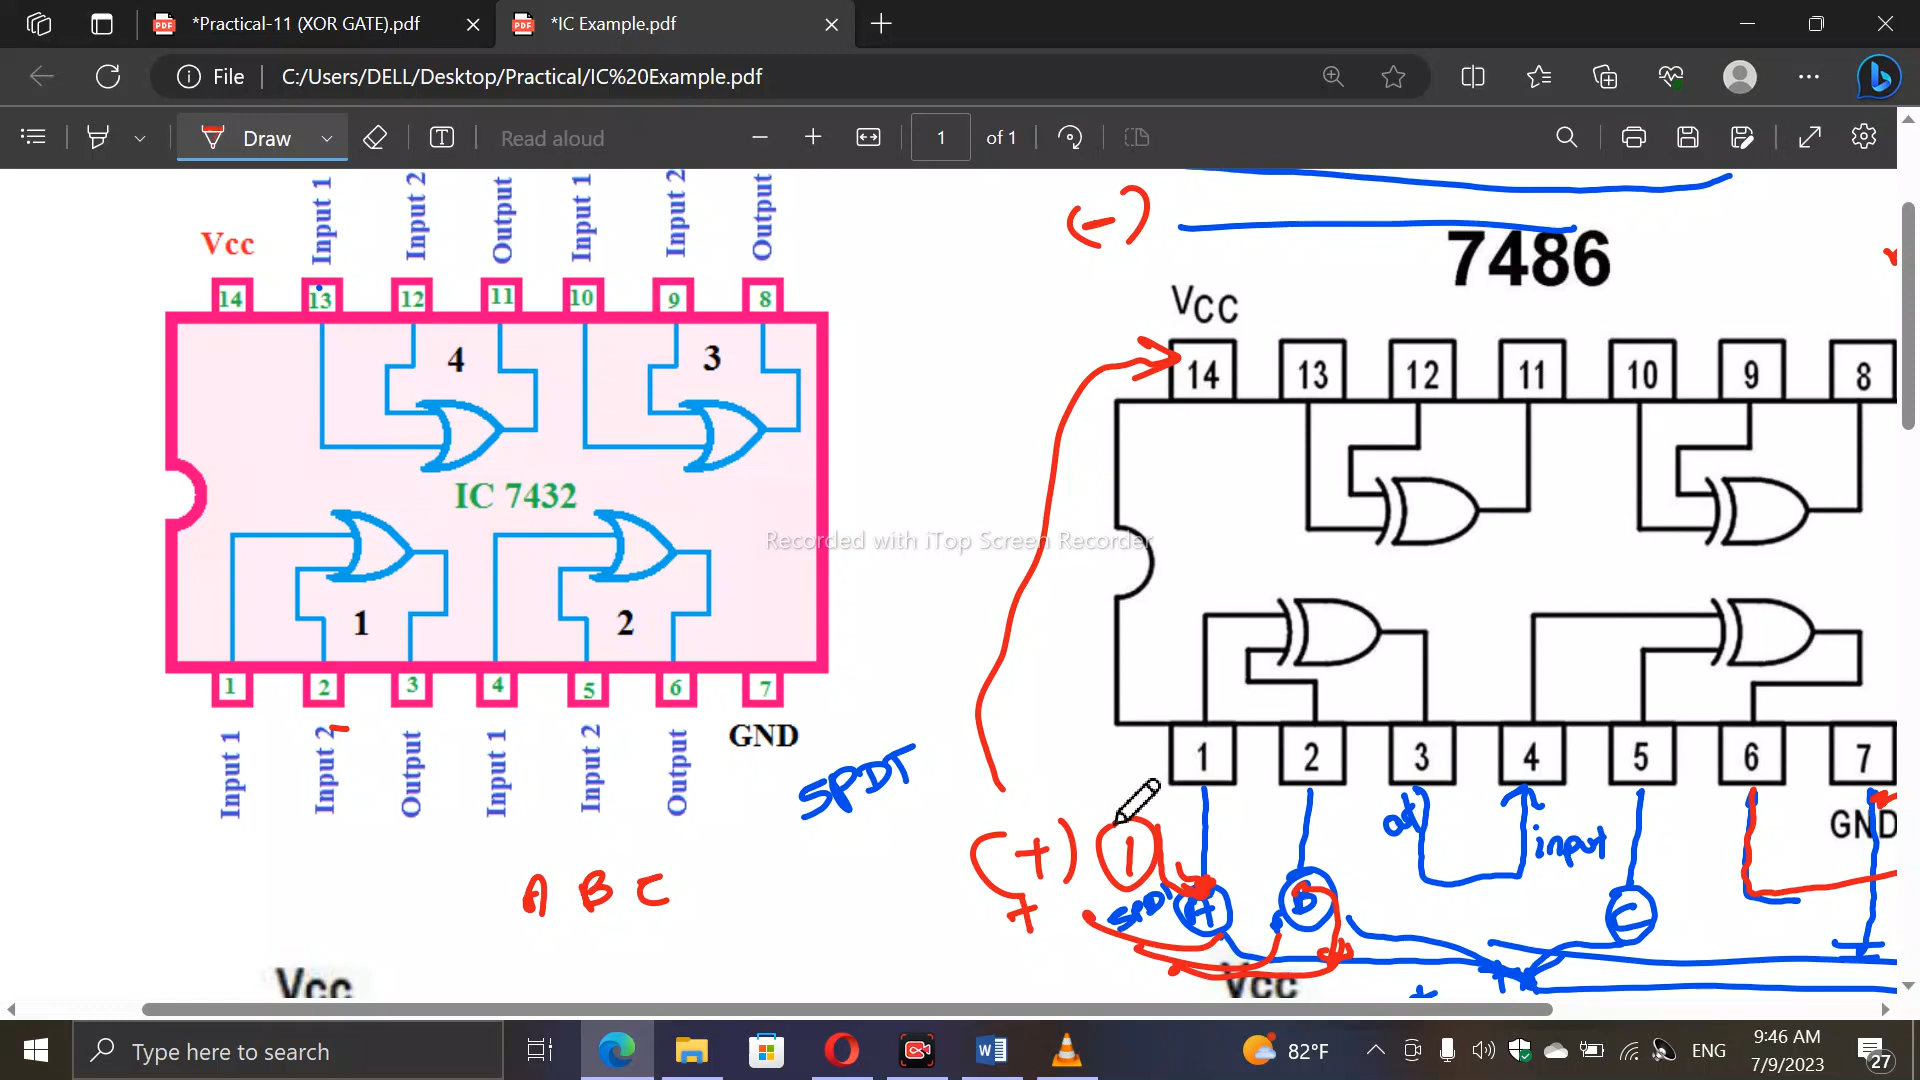 *Practical-11 (XOR GATE).pdf
*IC Example.pdf
File
C:/Users/DELL/Desktop/Practical/IC%20Example.pdf
Draw
Read aloud
1
of 1
Input 1
Input 2
Output
Input 1
Input 2
Output
Vcc
14
13
12
11
10
9
8
4
3
IC 7432
1
2
1
2
3
4
5
6
7
Input 1
Input 2
Output
Input 1
Input 2
Output
GND
SPDT
A B C
Vcc
(-)
7486
Vcc
14
13
12
11
10
9
8
Recorded with iTop Screen Recorder
1
2
3
4
5
6
7
GND
input
(+)
1
+
SPD
A
B
C
Vcc
Type here to search
82°F
ENG
9:46 AM
7/9/2023
27